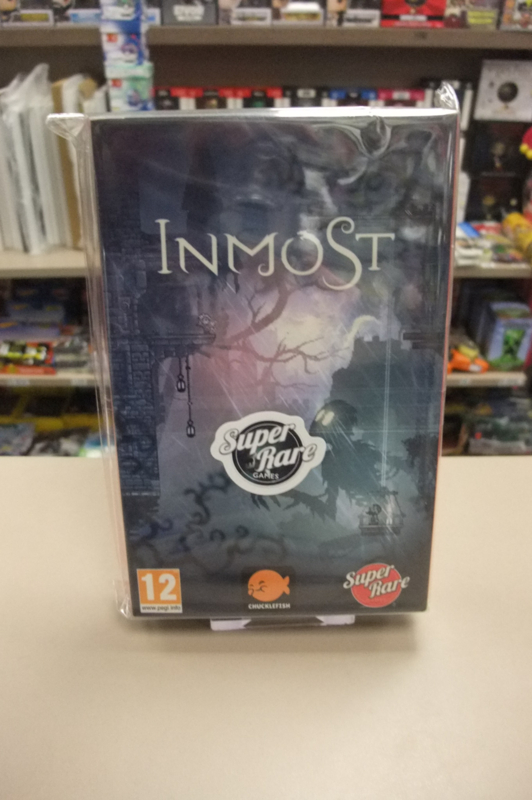 INMOST
Super
Rare
GAMES
12
www.pegi.info
CHUCKLEFISH
Super
Rare